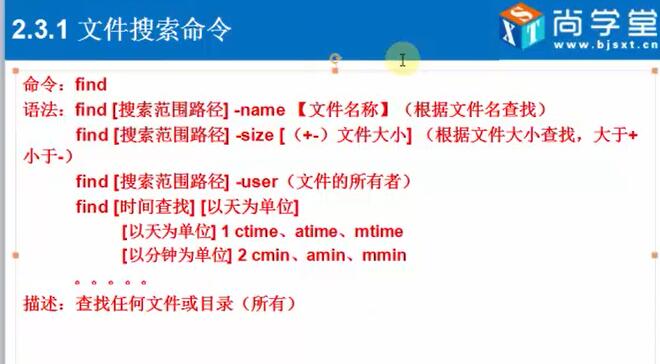 2.3.1 文件搜索命令
SXT
尚学堂
www.bjsxt.cn
命令：find
语法：find [搜索范围路径] -name 【文件名称】（根据文件名查找）
find [搜索范围路径] -size [（+-）文件大小] （根据文件大小查找，大于+
小于-）
find [搜索范围路径] -user（文件的所有者）
find [时间查找] [以天为单位]
[以天为单位] 1 ctime、atime、mtime
[以分钟为单位] 2 cmin、amin、mmin
。。。。。
描述：查找任何文件或目录（所有）